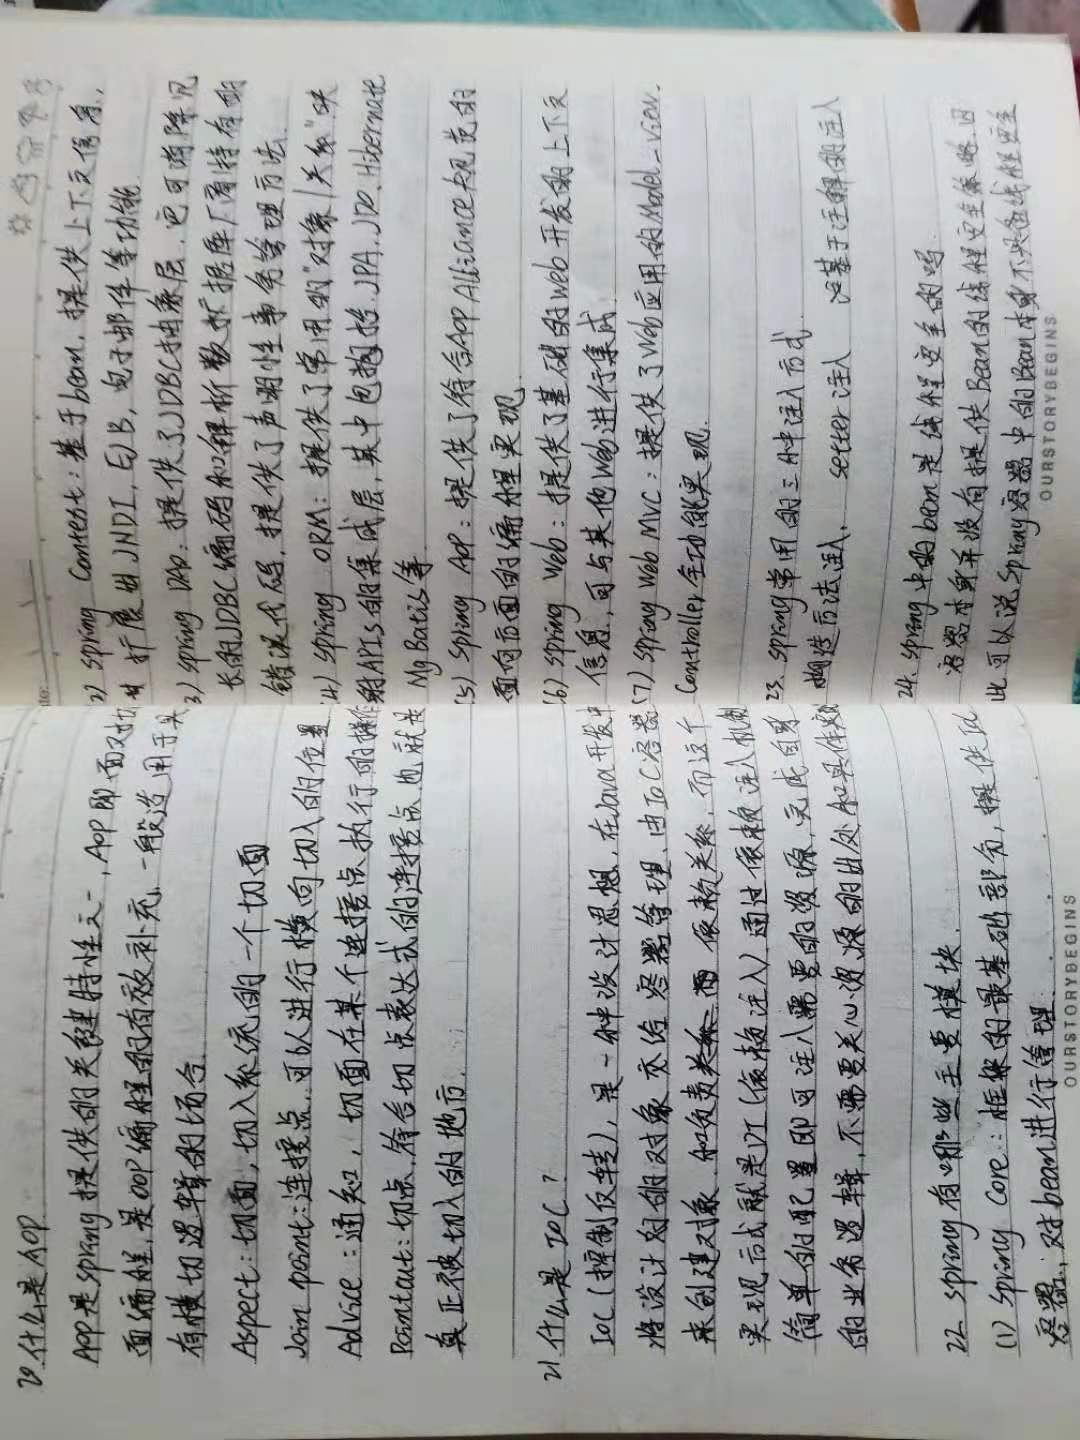 20. 什么是AOP
AOP是spring提供的关键特性之一, AOP即面对切
面编程, 是OOP编程的有效补充. 一般适用于具
有横切逻辑的场合.
Aspect: 切面, 切入系统的一个切面
Join point: 连接点, 可以进行横向切入的位置
Advice: 通知, 切面在某个连接点执行的操作
Pointcut: 切点, 符合切点表达式的连接点, 也就是
真正被切入的地方.
21. 什么是IOC?
IoC (控制反转), 是一种设计思想, 在Java开发中
将设计好的对象交给容器管理, 由IoC容器
来创建对象, 和负责依赖关系, 而这个
实现方式就是DI (依赖注入) 通过依赖注入机制
简单的配置即可注入需要的资源, 完成自身
的业务逻辑, 不需要关心资源的出处和具体实现
22. spring有哪些主要模块.
(1) Spring Core: 框架的最基础部分, 提供IoC
容器, 对bean进行管理.
OURSTORYBEGINS
2) Spring Context: 基于bean, 提供上下文信息,
扩展出JNDI, EJB, 电子邮件等功能.
3) Spring DAO: 提供了JDBC抽象层, 它可消除冗
长的JDBC编码和解析数据库厂商特有的
错误代码, 提供了声明性事务管理方法.
(4) Spring ORM: 提供了常用的"对象/关系"映
射APIs的集成层, 其中包括JPA, JDO, Hibernate
MyBatis等
(5) Spring AOP: 提供了符合AOP Alliance规范的
面向方面的编程实现
(6) Spring Web: 提供了基础的Web开发的上下文
信息, 可与其他Web进行集成
(7) Spring Web MVC: 提供了Web应用的Model-View-
Controller全功能实现.
23. Spring常用的三种注入方式.
构造方法注入, setter注入 基于注解的注入
24. Spring中的bean是线程安全的吗.
容器本身并没有提供Bean的线程安全策略, 因
此可以说Spring容器中的Bean本身不具备线程安全
OURSTORYBEGINS